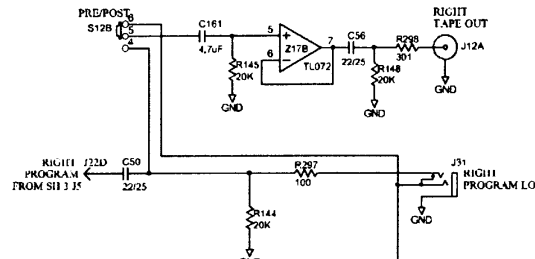 PRE/POST
S12B
6
5
4
C161
4.7uF
R145
20K
GND
5
6
7
+
−
Z17B
TL072
C56
22/25
R148
20K
GND
R298
301
RIGHT
TAPE OUT
J12A
GND
RIGHT
PROGRAM
FROM SH 3 J5
J22D
C50
22/25
R144
20K
GND
R297
100
J31
RIGHT
PROGRAM LO
GND